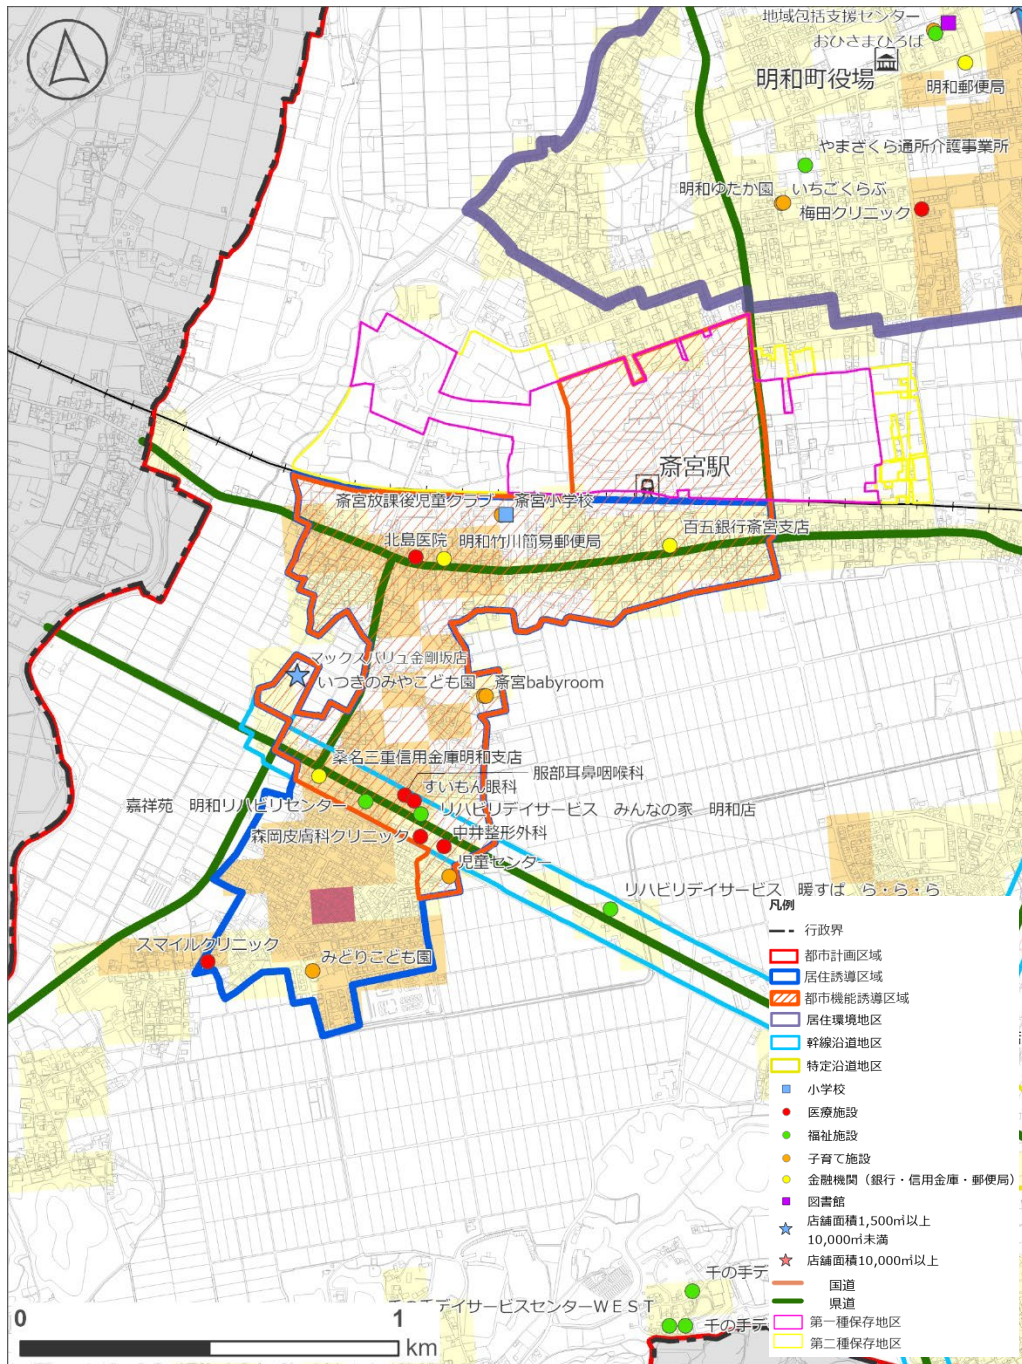 地域包括支援センター
おひさまひろば
明和町役場
明和郵便局
やまざくら通所介護事業所
明和ゆたか園
いちごくらぶ
梅田クリニック
斎宮駅
斎宮放課後児童クラブ
斎宮小学校
百五銀行斎宮支店
北島医院
明和竹川簡易郵便局
マックスバリュ金剛坂店
いつきのみやこども園
斎宮babyroom
桑名三重信用金庫明和支店
服部耳鼻咽喉科
すいもん眼科
嘉祥苑 明和リハビリセンター
リハビリデイサービス みんなの家 明和店
森岡皮膚科クリニック
中井整形外科
児童センター
リハビリデイサービス 暖すぱ ら・ら・ら
スマイルクリニック
みどりこども園
凡例
行政界
都市計画区域
居住誘導区域
都市機能誘導区域
居住環境地区
幹線沿道地区
特定沿道地区
小学校
医療施設
福祉施設
子育て施設
金融機関（銀行・信用金庫・郵便局）
図書館
店舗面積1,500㎡以上
10,000㎡未満
店舗面積10,000㎡以上
国道
県道
第一種保存地区
第二種保存地区
千の手デ
千の手デイサービスセンターＷＥＳＴ
千の手デ
0
1
km